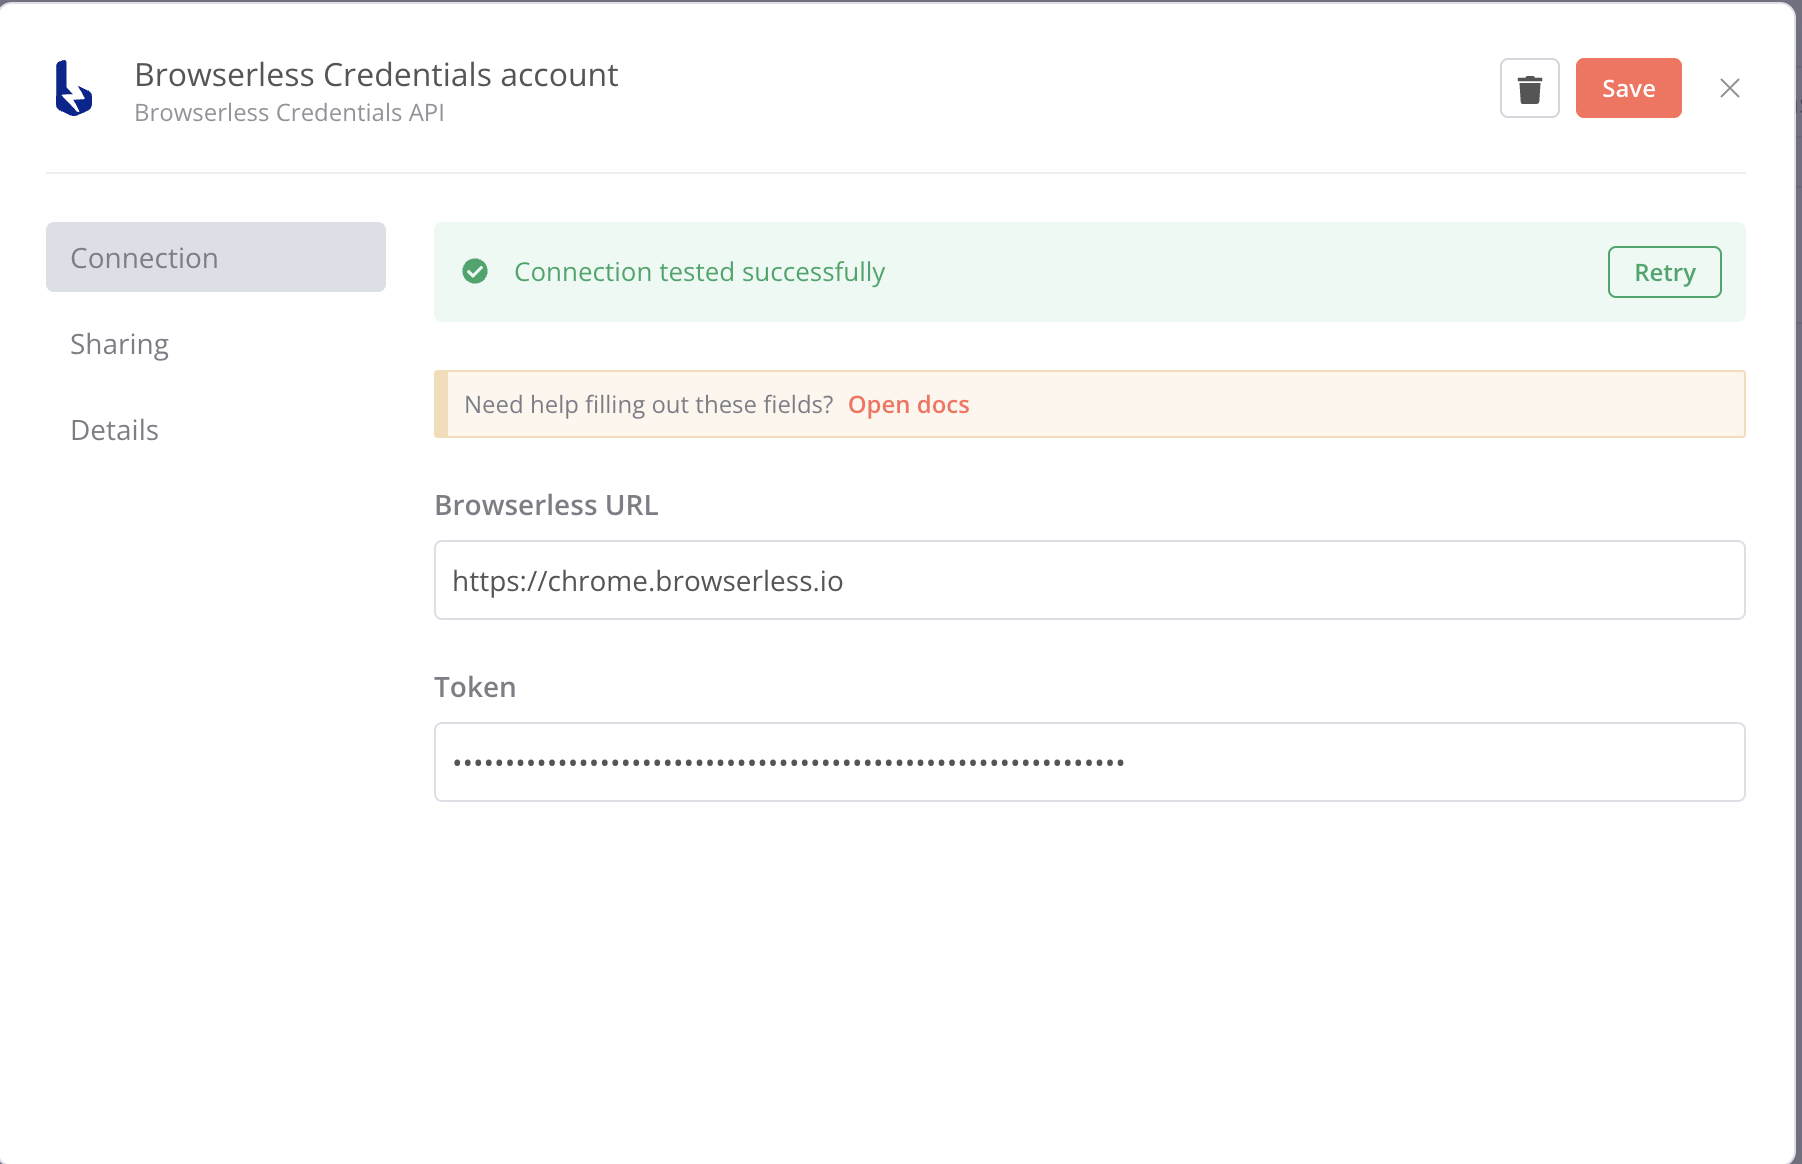 Browserless Credentials account
Browserless Credentials API
Save
Connection
Sharing
Details
Connection tested successfully
Retry
Need help filling out these fields? Open docs
Browserless URL
https://chrome.browserless.io
Token
••••••••••••••••••••••••••••••••••••••••••••••••••••••••••••••••